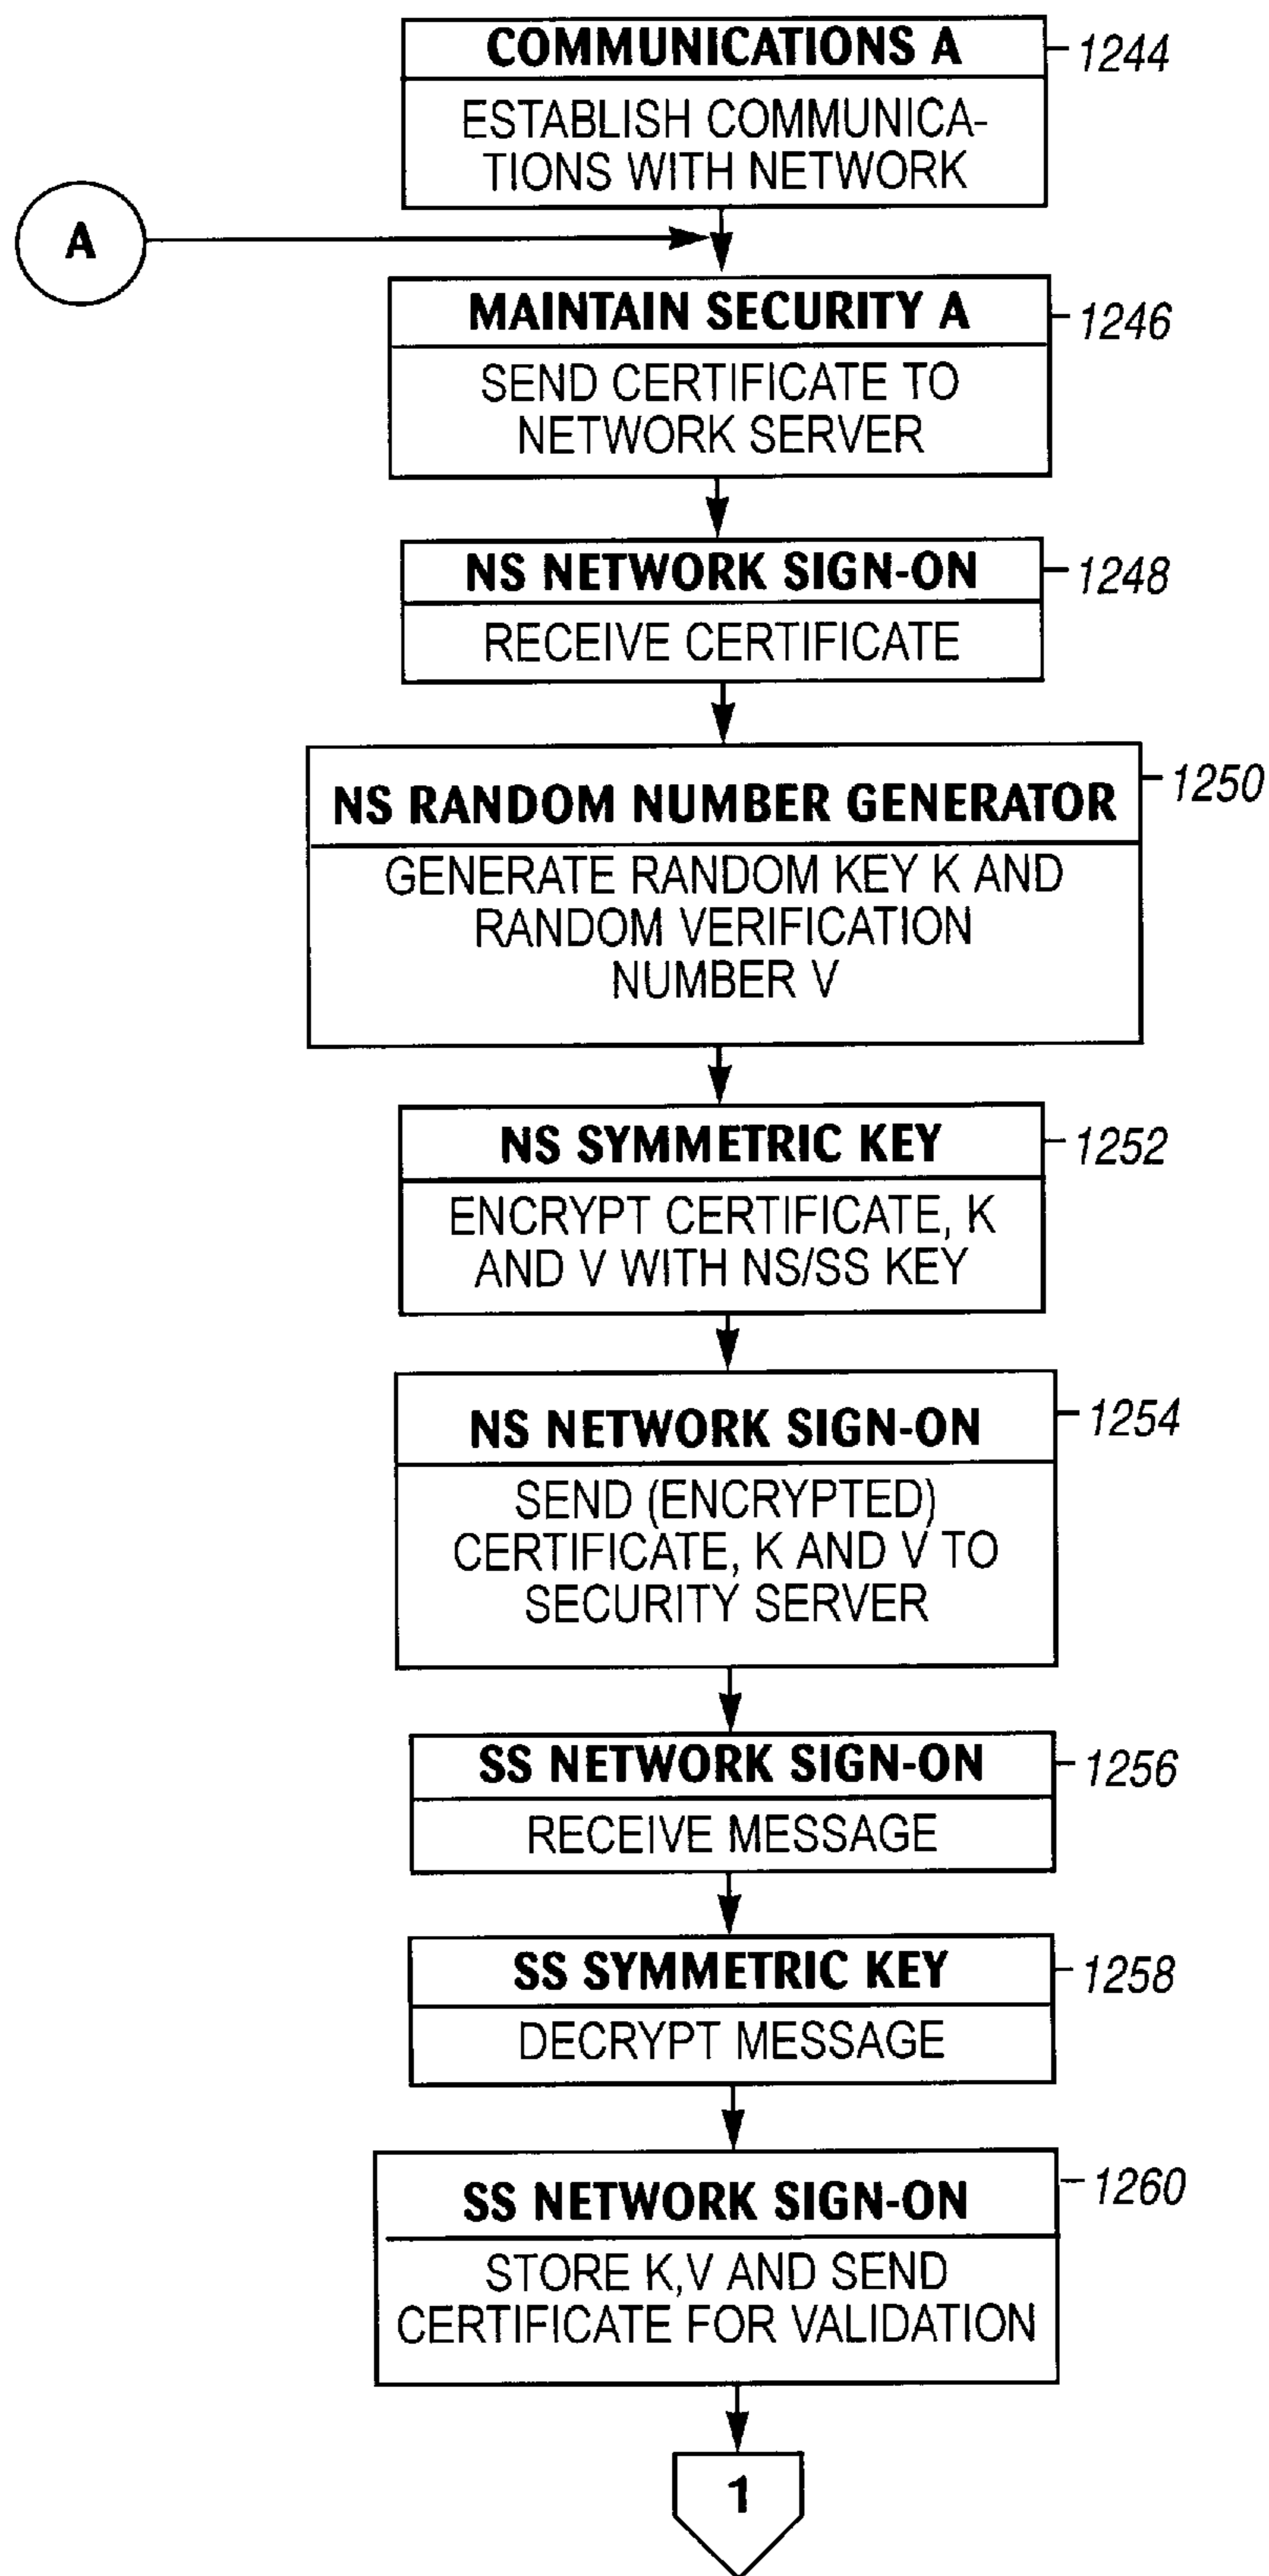 COMMUNICATIONS A
1244
ESTABLISH COMMUNICA-
TIONS WITH NETWORK
A
MAINTAIN SECURITY A
1246
SEND CERTIFICATE TO
NETWORK SERVER
NS NETWORK SIGN-ON
1248
RECEIVE CERTIFICATE
NS RANDOM NUMBER GENERATOR
1250
GENERATE RANDOM KEY K AND
RANDOM VERIFICATION
NUMBER V
NS SYMMETRIC KEY
1252
ENCRYPT CERTIFICATE, K
AND V WITH NS/SS KEY
NS NETWORK SIGN-ON
1254
SEND (ENCRYPTED)
CERTIFICATE, K AND V TO
SECURITY SERVER
SS NETWORK SIGN-ON
1256
RECEIVE MESSAGE
SS SYMMETRIC KEY
1258
DECRYPT MESSAGE
SS NETWORK SIGN-ON
1260
STORE K,V AND SEND
CERTIFICATE FOR VALIDATION
1